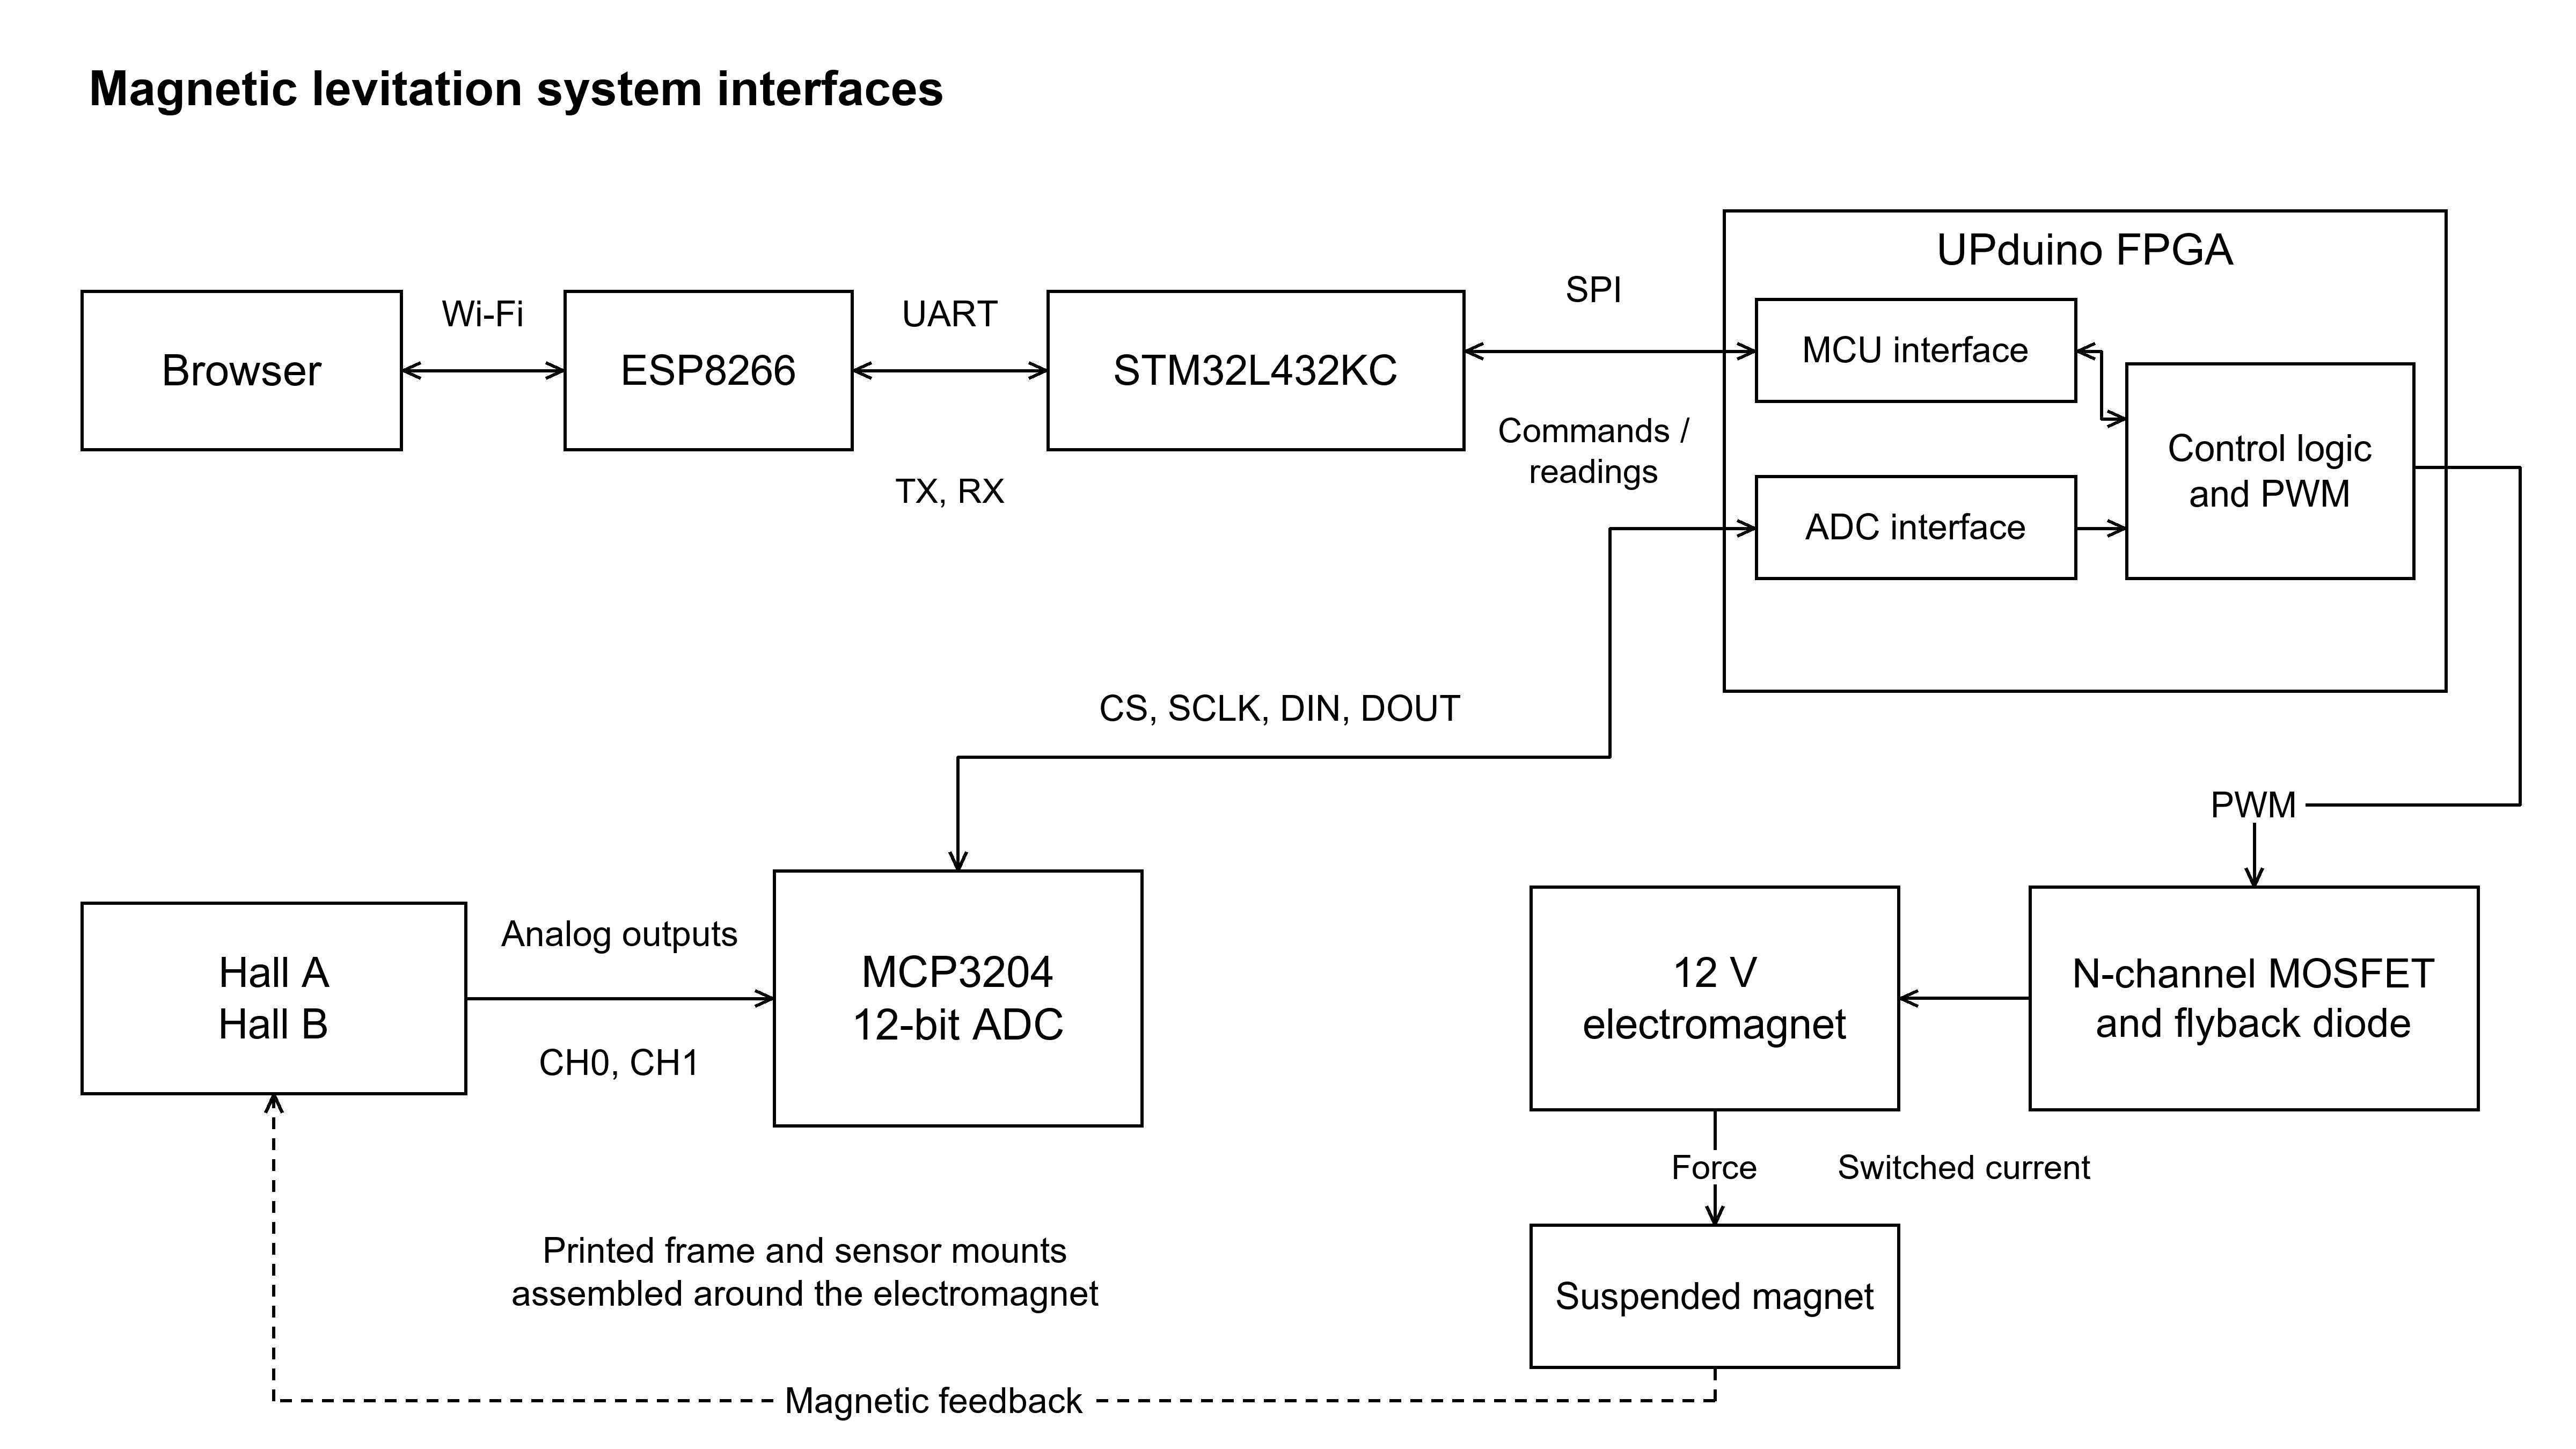 Magnetic levitation system interfaces
UPduino FPGA
SPI
Wi-Fi
UART
Browser
ESP8266
STM32L432KC
MCU interface
Commands /
readings
Control logic
and PWM
TX, RX
ADC interface
CS, SCLK, DIN, DOUT
PWM
Hall A
Hall B
Analog outputs
CH0, CH1
MCP3204
12-bit ADC
12 V
electromagnet
N-channel MOSFET
and flyback diode
Force
Switched current
Printed frame and sensor mounts
assembled around the electromagnet
Suspended magnet
Magnetic feedback